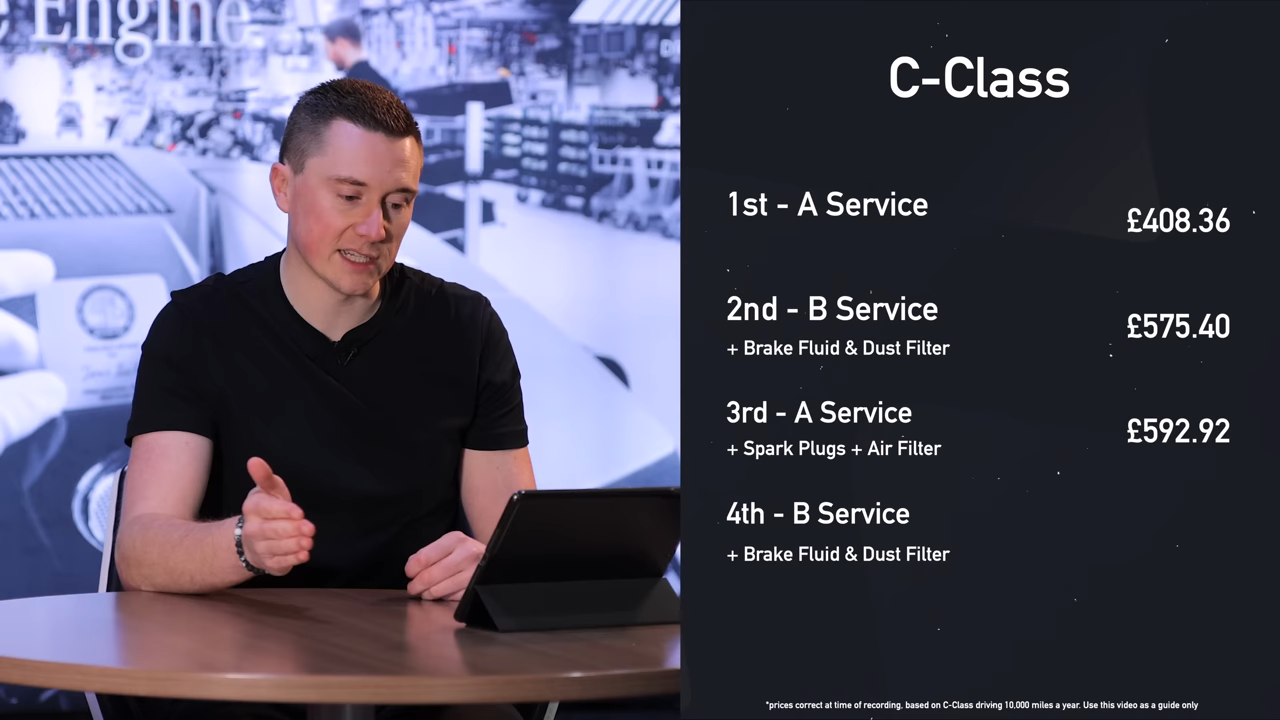 Engine
C-Class
1st - A Service
£408.36
2nd - B Service
+ Brake Fluid & Dust Filter
£575.40
3rd - A Service
+ Spark Plugs + Air Filter
£592.92
4th - B Service
+ Brake Fluid & Dust Filter
*prices correct at time of recording, based on C-Class driving 10,000 miles a year. Use this video as a guide only